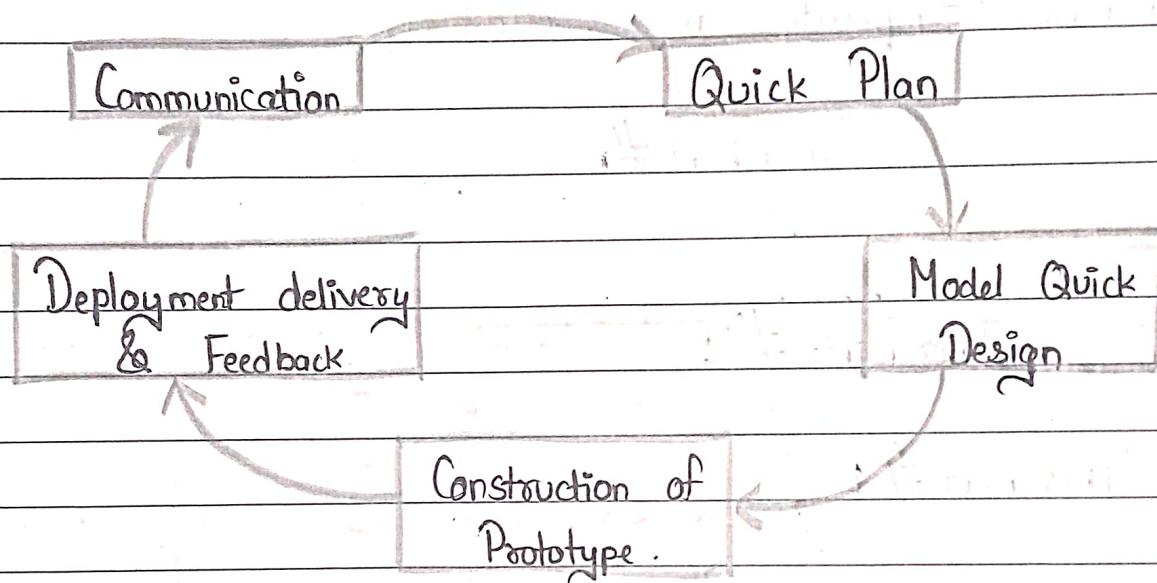 Communication
Quick Plan
Deployment delivery
& Feedback
Model Quick
Design
Construction of
Prototype.